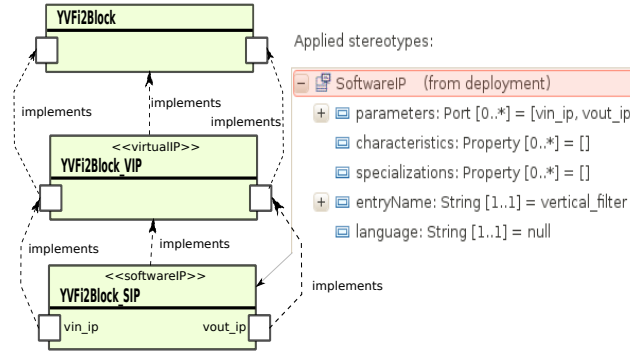 YVFi2Block
implements
implements
implements
<<virtualIP>>
YVFi2Block_VIP
implements
implements
<<softwareIP>>
YVFi2Block_SIP
vin_ip
vout_ip
implements
Applied stereotypes:
SoftwareIP (from deployment)
parameters: Port [0..*] = [vin_ip, vout_ip
characteristics: Property [0..*] = []
specializations: Property [0..*] = []
entryName: String [1..1] = vertical_filter
language: String [1..1] = null